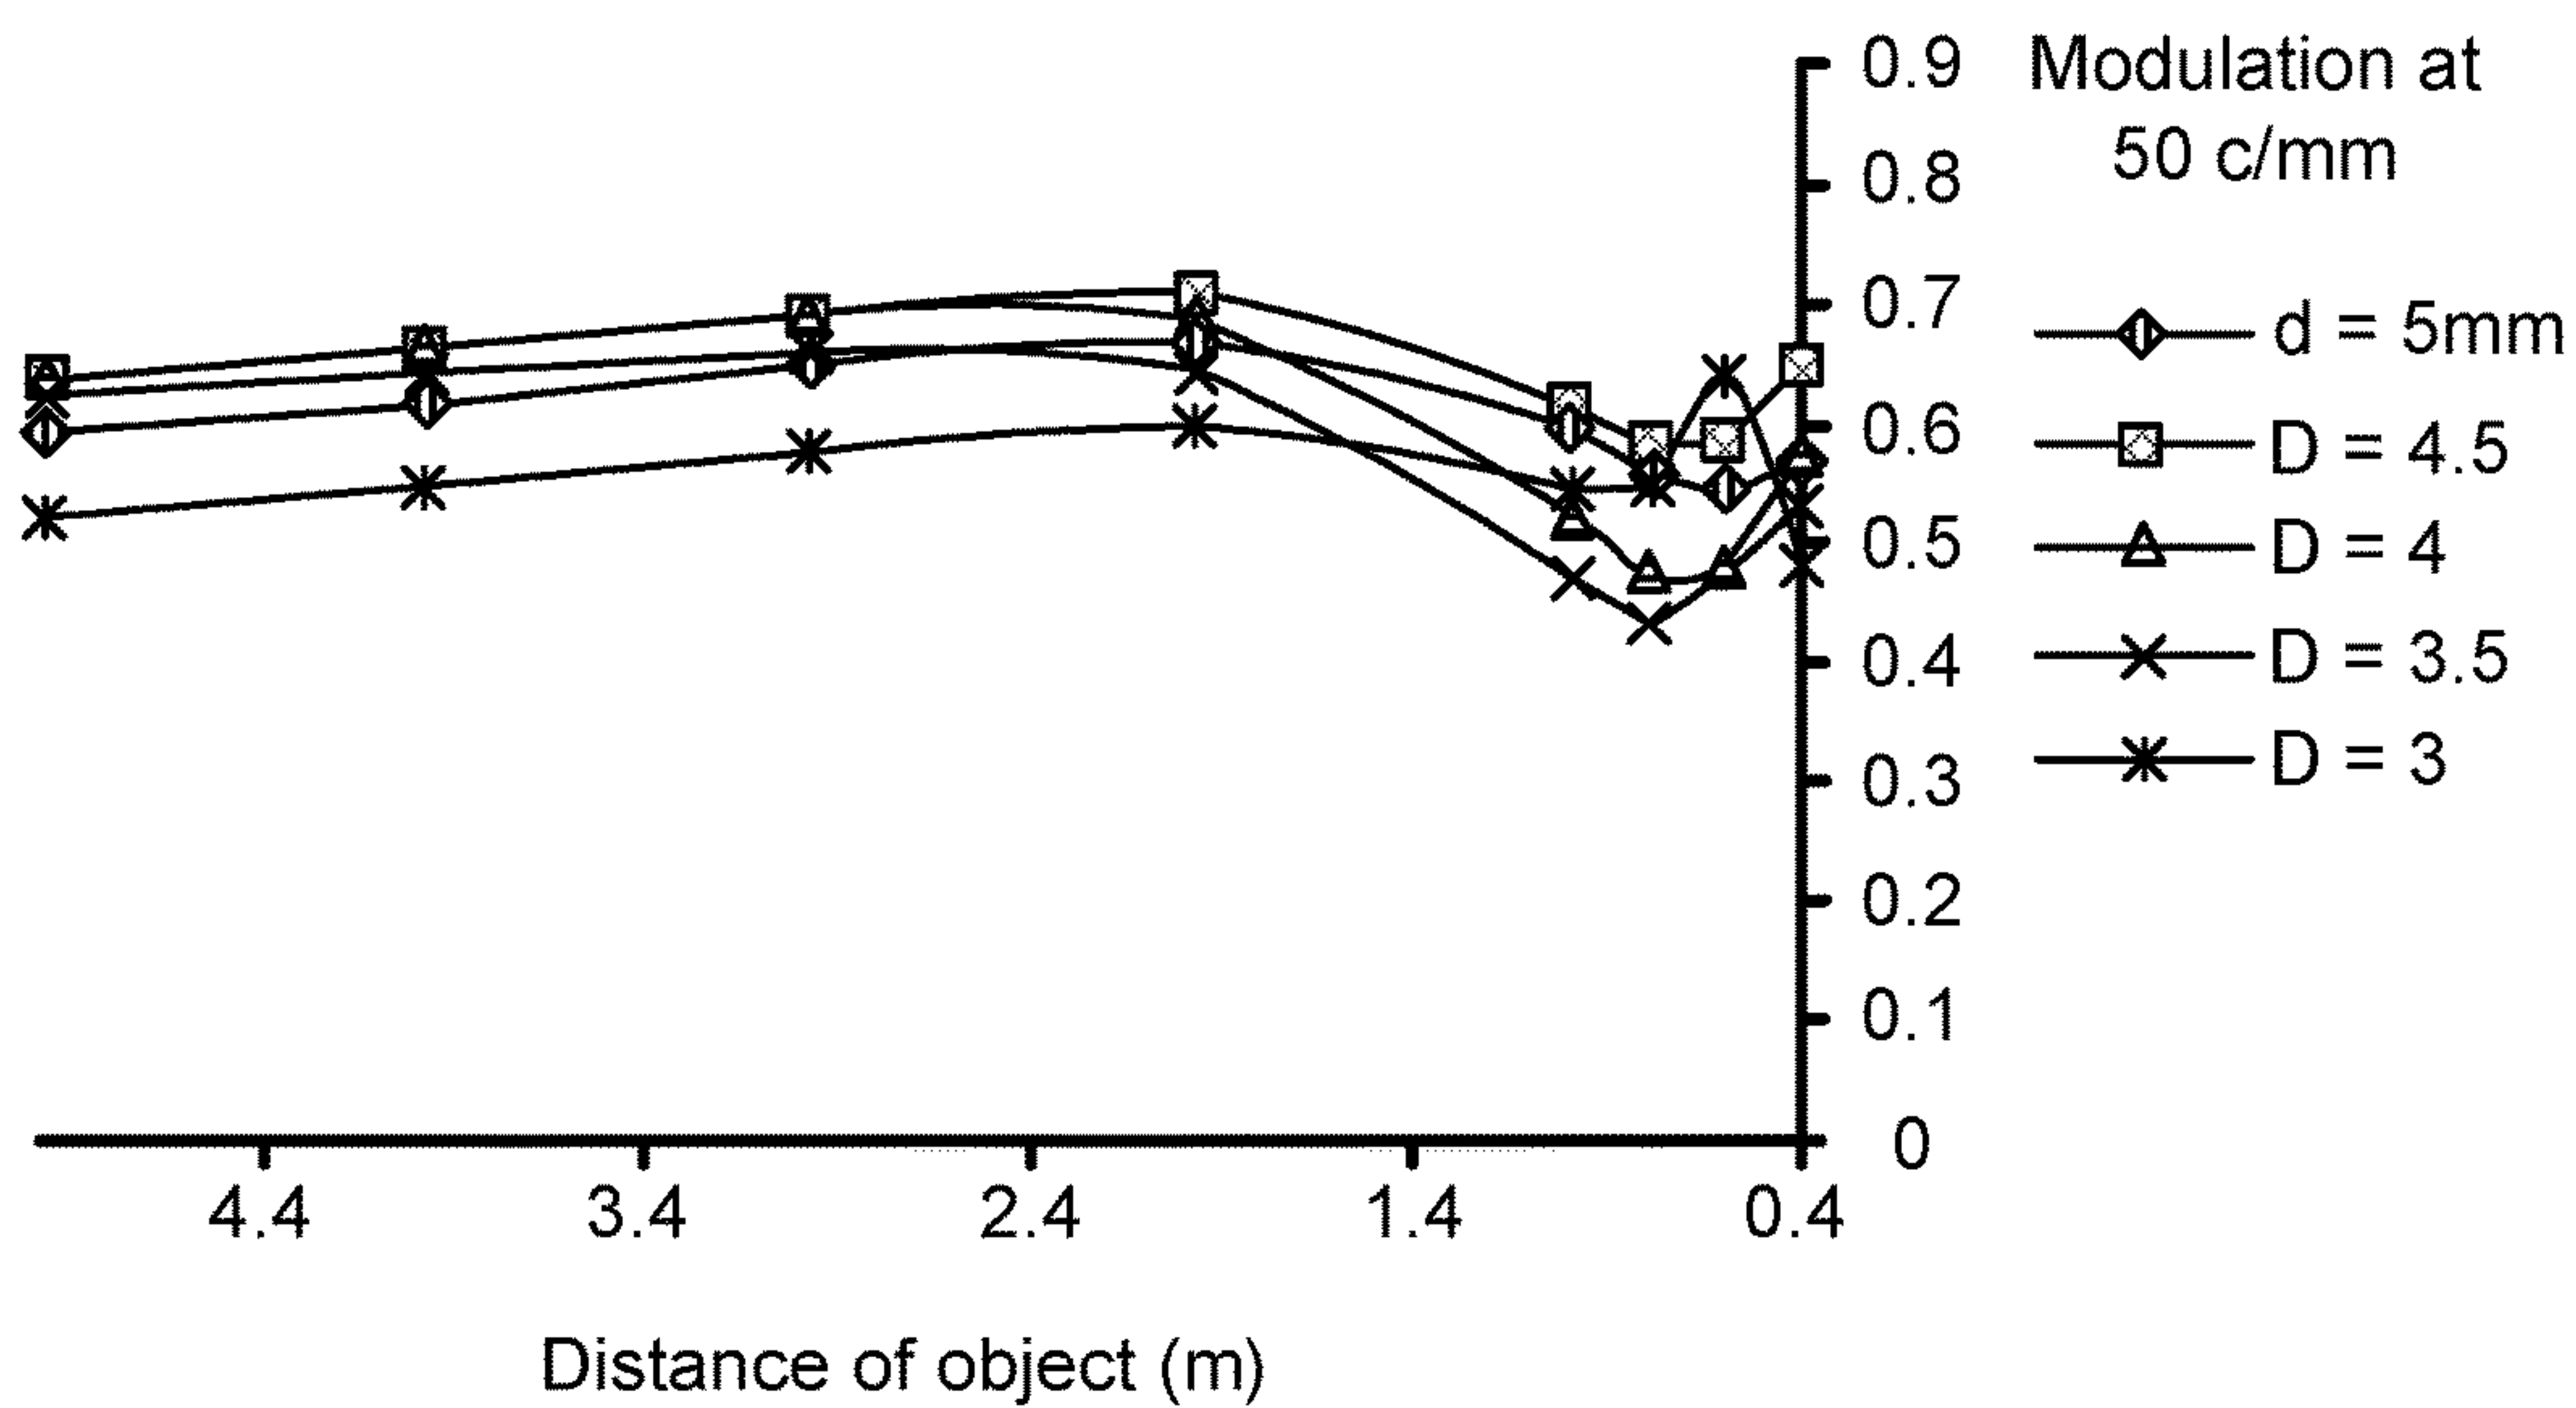 0.9
Modulation at
50 c/mm
0.8
0.7
d = 5mm
0.6
D = 4.5
0.5
D = 4
0.4
D = 3.5
0.3
D = 3
0.2
0.1
0
4.4
3.4
2.4
1.4
0.4
Distance of object (m)